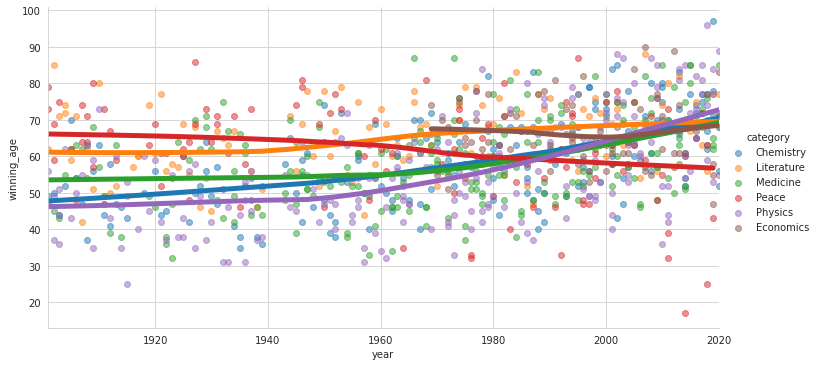 100
90
80
70
60
50
40
30
20
winning_age
1920
1940
1960
1980
2000
2020
year
category
Chemistry
Literature
Medicine
Peace
Physics
Economics